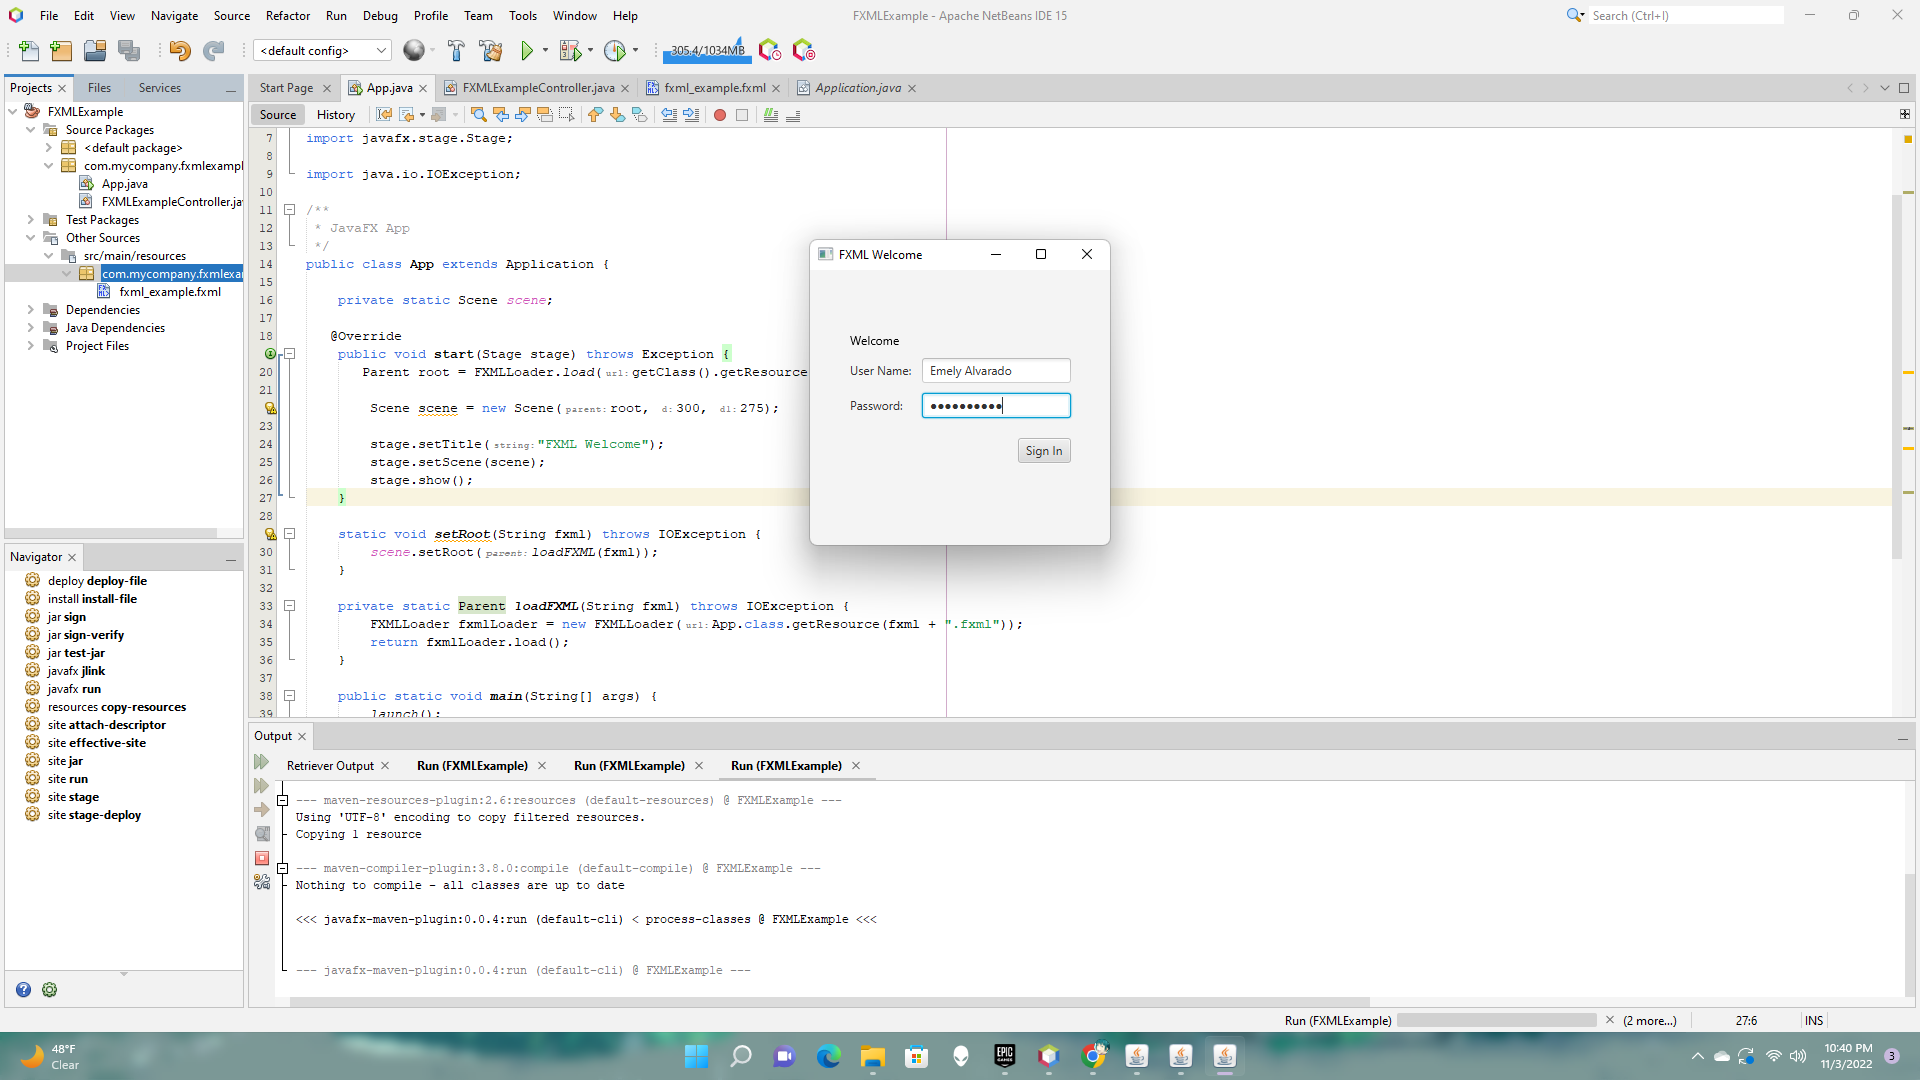 File Edit View Navigate Source Refactor Run Debug Profile Team Tools Window Help
FXMLExample - Apache NetBeans IDE 15
Search (Ctrl+I)
<default config>
305.4/1034MB
Projects Files Services
Start Page App.java FXMLExampleController.java fxml_example.fxml Application.java
Source History
FXMLExample
Source Packages
<default package>
com.mycompany.fxmlexampl
App.java
FXMLExampleController.ja
Test Packages
Other Sources
src/main/resources
com.mycompany.fxmlexa
fxml_example.fxml
Dependencies
Java Dependencies
Project Files
7 import javafx.stage.Stage;
8
9 import java.io.IOException;
10
11 /**
12 * JavaFX App
13 */
14 public class App extends Application {
15
16 private static Scene scene;
17
18 @Override
public void start(Stage stage) throws Exception {
20 Parent root = FXMLLoader.load(url:getClass().getResource
21
Scene scene = new Scene(parent:root, d:300, d1:275);
23
24 stage.setTitle(string:"FXML Welcome");
25 stage.setScene(scene);
26 stage.show();
27 }
28
static void setRoot(String fxml) throws IOException {
30 scene.setRoot(parent:loadFXML(fxml));
31 }
32
33 private static Parent loadFXML(String fxml) throws IOException {
34 FXMLLoader fxmlLoader = new FXMLLoader(url:App.class.getResource(fxml + ".fxml"));
35 return fxmlLoader.load();
36 }
37
38 public static void main(String[] args) {
39 launch();
FXML Welcome
Welcome
User Name: Emely Alvarado
Password: ●●●●●●●●●●
Sign In
Navigator
deploy deploy-file
install install-file
jar sign
jar sign-verify
jar test-jar
javafx jlink
javafx run
resources copy-resources
site attach-descriptor
site effective-site
site jar
site run
site stage
site stage-deploy
Output
Retriever Output Run (FXMLExample) Run (FXMLExample) Run (FXMLExample)
--- maven-resources-plugin:2.6:resources (default-resources) @ FXMLExample ---
Using 'UTF-8' encoding to copy filtered resources.
Copying 1 resource
--- maven-compiler-plugin:3.8.0:compile (default-compile) @ FXMLExample ---
Nothing to compile - all classes are up to date
<<< javafx-maven-plugin:0.0.4:run (default-cli) < process-classes @ FXMLExample <<<
--- javafx-maven-plugin:0.0.4:run (default-cli) @ FXMLExample ---
Run (FXMLExample) (2 more...) 27:6 INS
48°F
Clear
EPIC GAMES
10:40 PM
11/3/2022
3